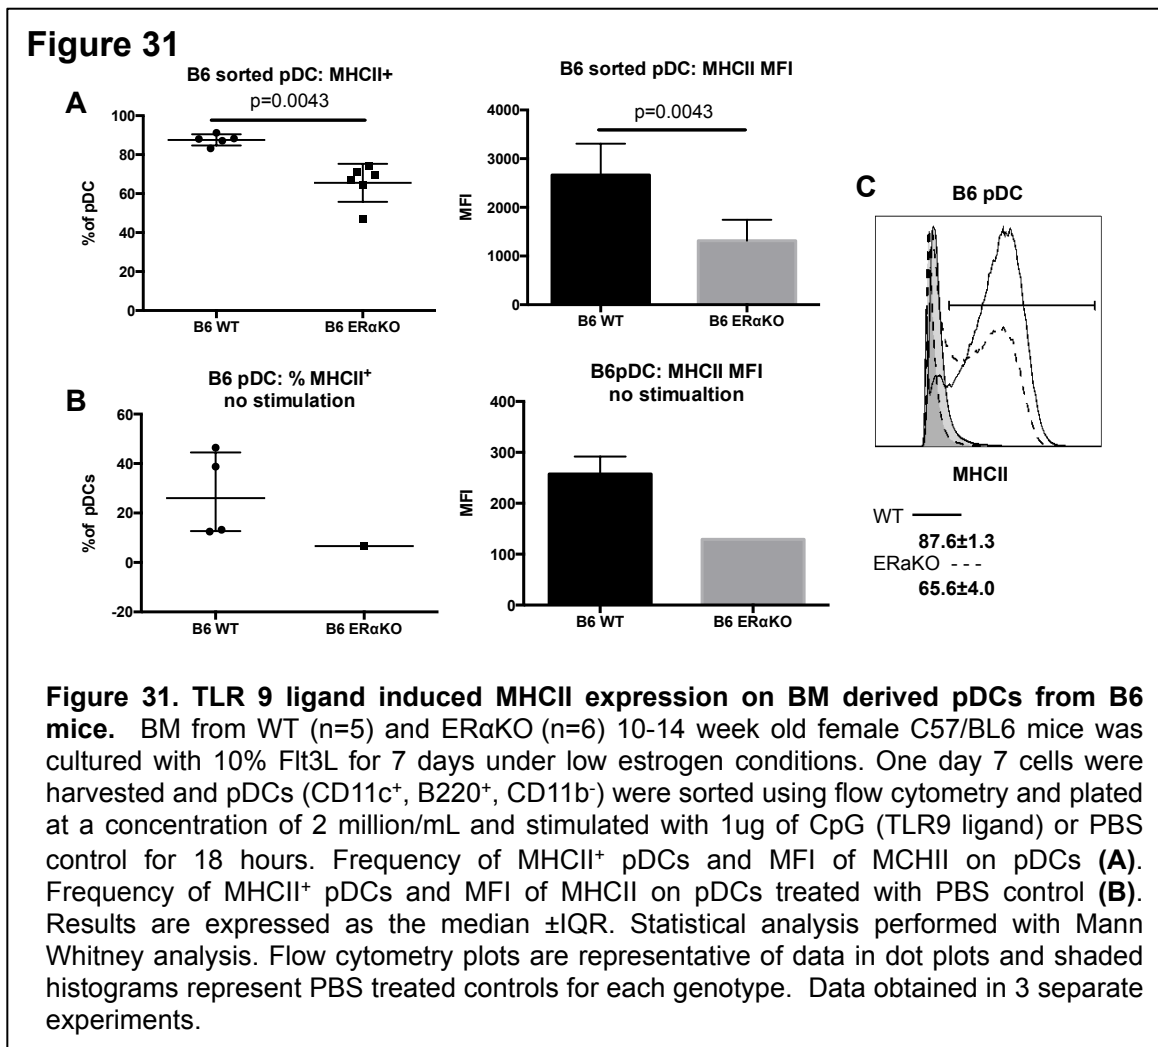 Figure 31
A
B6 sorted pDC: MHCII+
p=0.0043
%of pDC
100
80
60
40
20
0
B6 WT
B6 ERαKO
B6 sorted pDC: MHCII MFI
p=0.0043
MFI
4000
3000
2000
1000
0
B6 WT
B6 ERαKO
B
B6 pDC: % MHCII⁺
no stimulation
%of pDCs
60
40
20
0
-20
B6 WT
B6 ERαKO
B6pDC: MHCII MFI
no stimualtion
MFI
400
300
200
100
0
B6 WT
B6 ERαKO
C
B6 pDC
MHCII
WT
87.6±1.3
ERaKO - - -
65.6±4.0
Figure 31. TLR 9 ligand induced MHCII expression on BM derived pDCs from B6
mice. BM from WT (n=5) and ERαKO (n=6) 10-14 week old female C57/BL6 mice was
cultured with 10% Flt3L for 7 days under low estrogen conditions. One day 7 cells were
harvested and pDCs (CD11c⁺, B220⁺, CD11b⁻) were sorted using flow cytometry and plated
at a concentration of 2 million/mL and stimulated with 1ug of CpG (TLR9 ligand) or PBS
control for 18 hours. Frequency of MHCII⁺ pDCs and MFI of MCHII on pDCs (A).
Frequency of MHCII⁺ pDCs and MFI of MHCII on pDCs treated with PBS control (B).
Results are expressed as the median ±IQR. Statistical analysis performed with Mann
Whitney analysis. Flow cytometry plots are representative of data in dot plots and shaded
histograms represent PBS treated controls for each genotype. Data obtained in 3 separate
experiments.